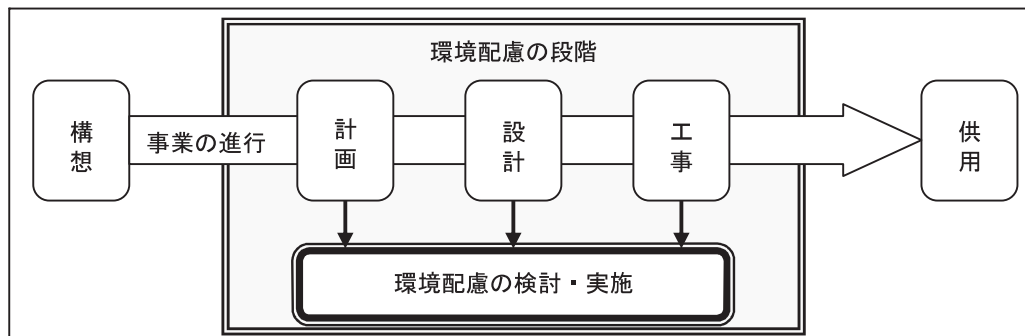 環境配慮の段階
構想
事業の進行
計画
設計
工事
供用
環境配慮の検討・実施